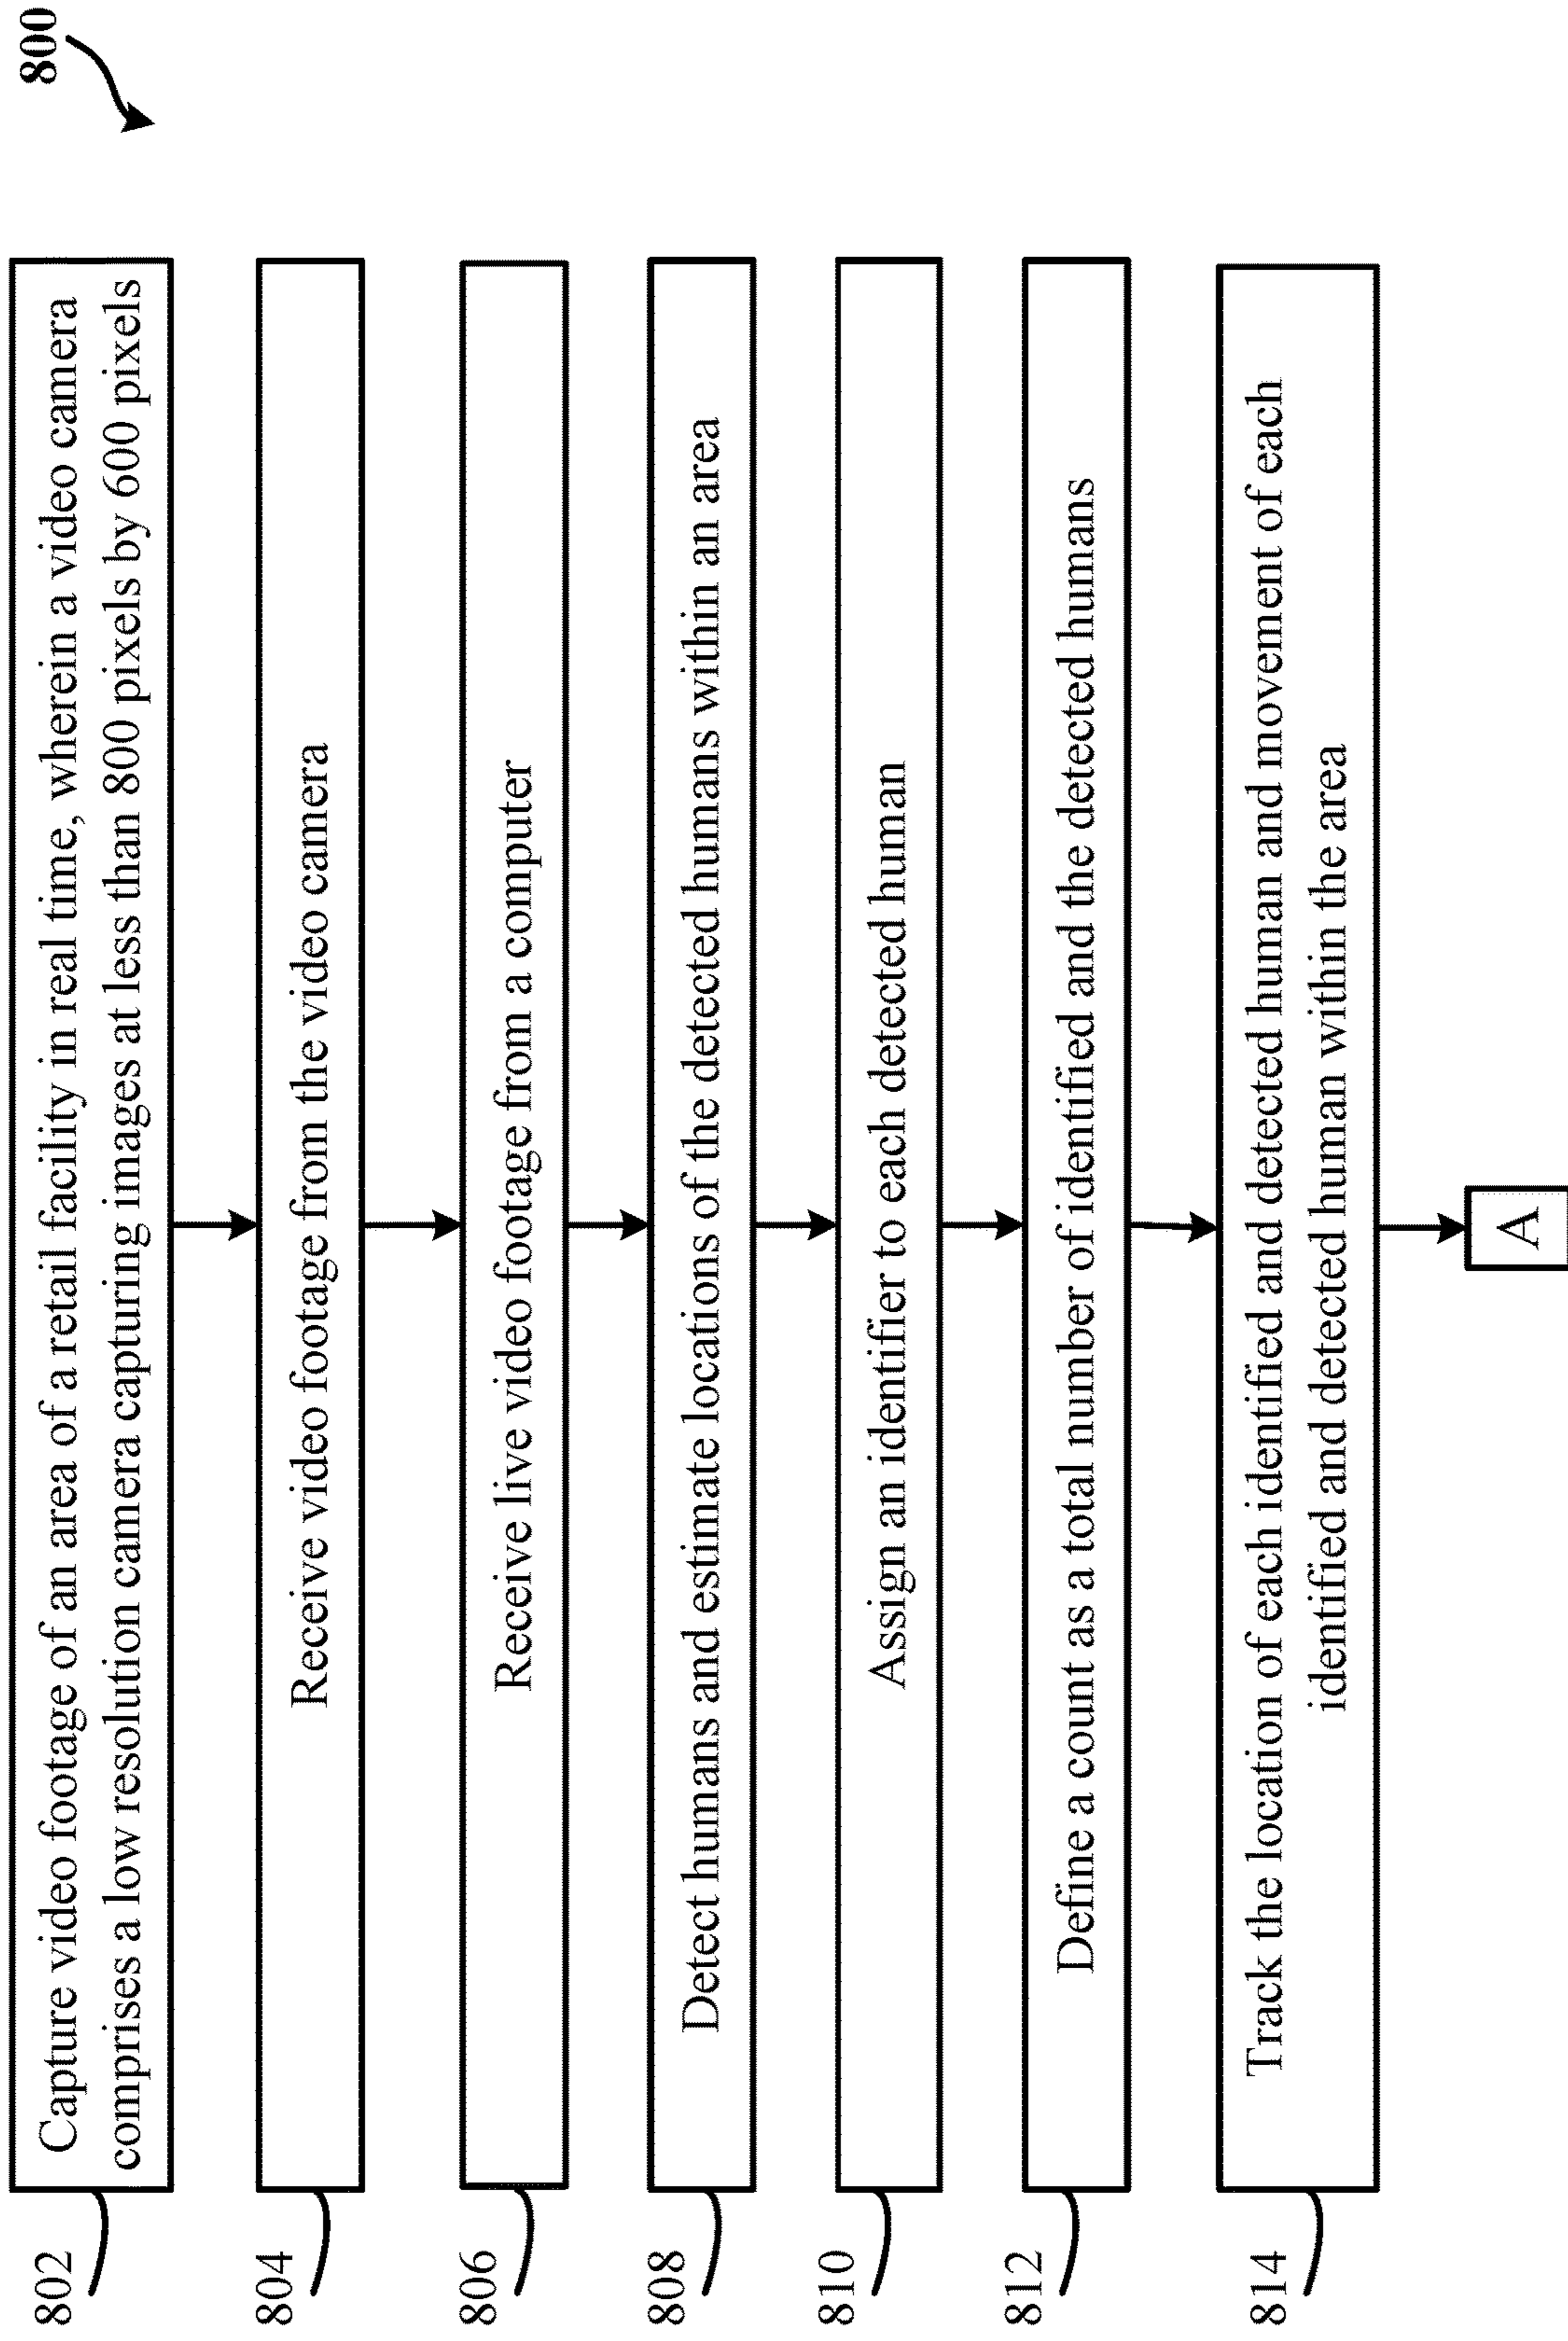 800
802
Capture video footage of an area of a retail facility in real time, wherein a video camera
comprises a low resolution camera capturing images at less than 800 pixels by 600 pixels
804
Receive video footage from the video camera
806
Receive live video footage from a computer
808
Detect humans and estimate locations of the detected humans within an area
810
Assign an identifier to each detected human
812
Define a count as a total number of identified and the detected humans
814
Track the location of each identified and detected human and movement of each
identified and detected human within the area
A